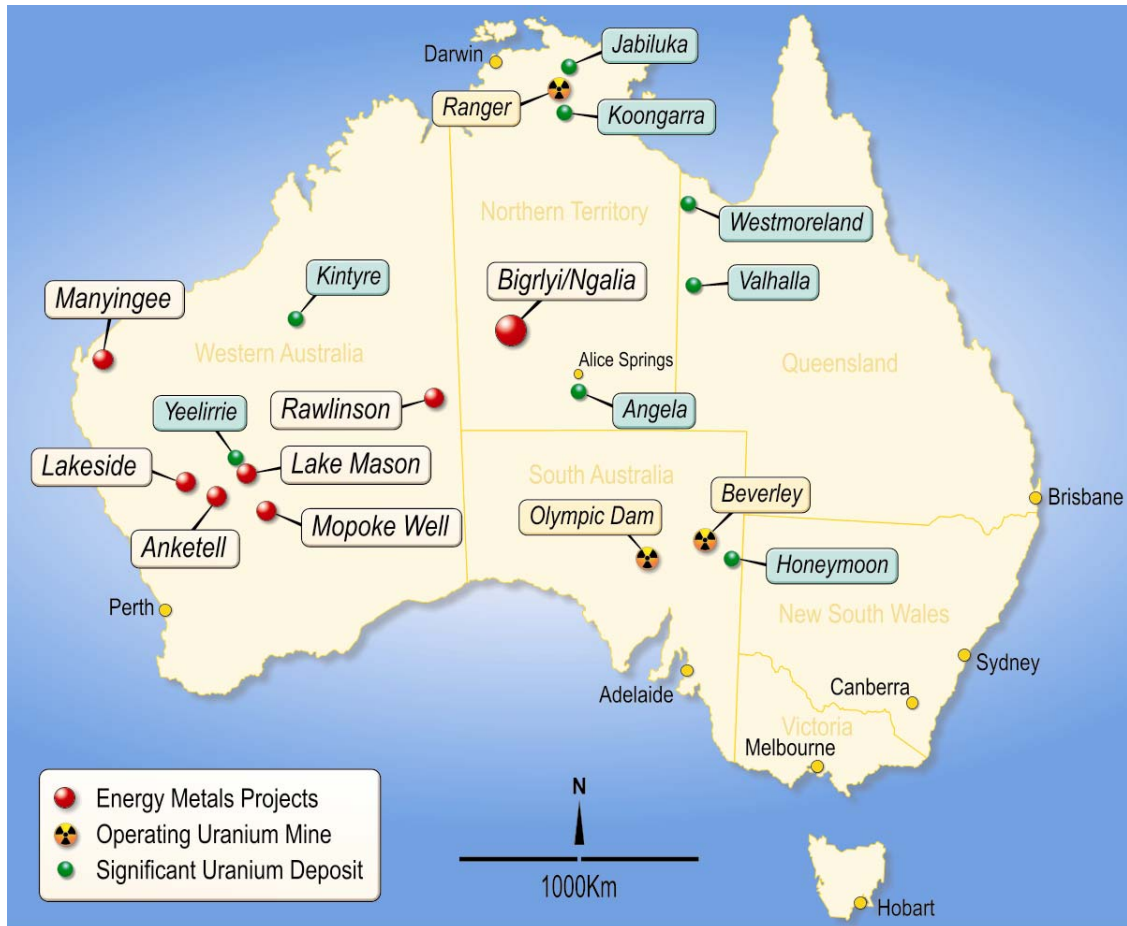 Darwin
Jabiluka
Ranger
Koongarra
Northern Territory
Westmoreland
Kintyre
Bigrlyi/Ngalia
Valhalla
Manyingee
Western Australia
Alice Springs
Queensland
Rawlinson
Angela
Yeelirrie
Lakeside
Lake Mason
South Australia
Beverley
Brisbane
Olympic Dam
Mopoke Well
Anketell
Honeymoon
Perth
New South Wales
Sydney
Adelaide
Canberra
Victoria
Melbourne
Energy Metals Projects
Operating Uranium Mine
Significant Uranium Deposit
N
1000Km
Hobart